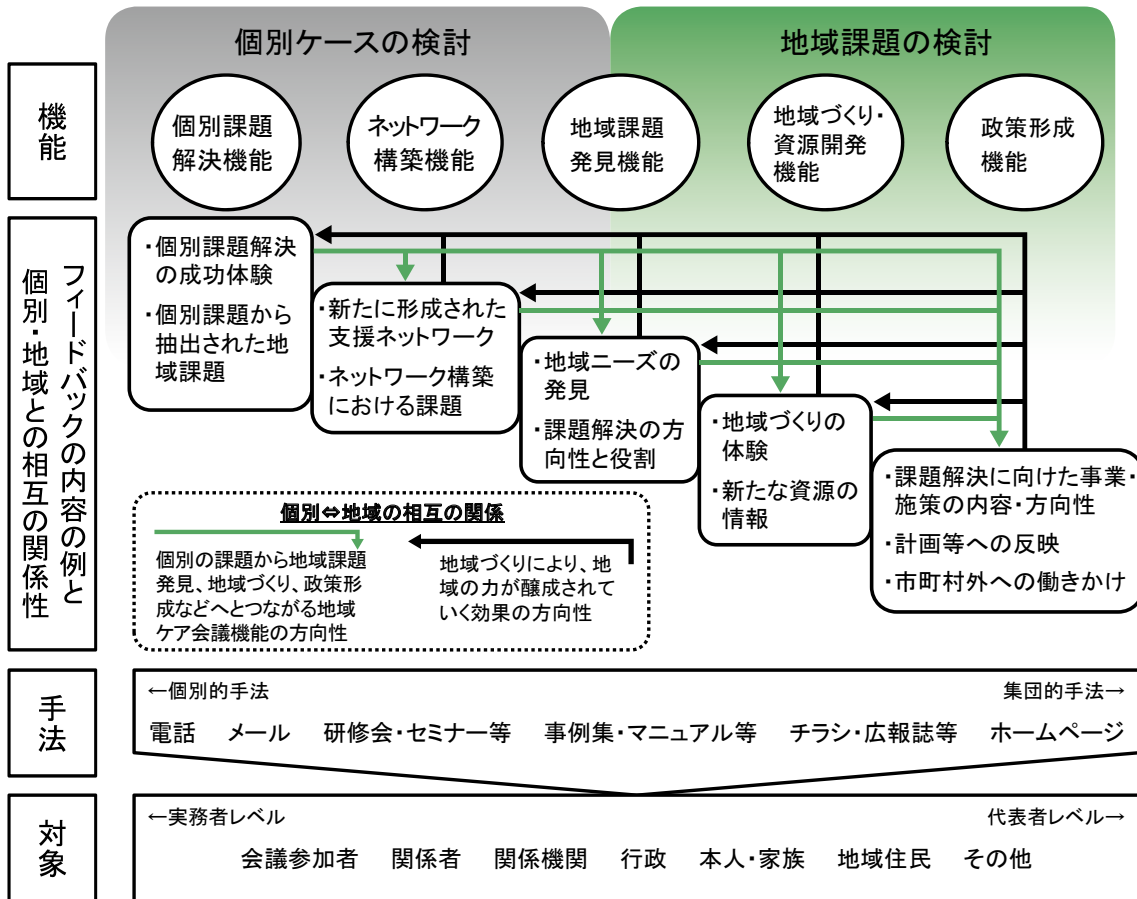 個別ケースの検討
地域課題の検討
機能
個別課題
解決機能
ネットワーク
構築機能
地域課題
発見機能
地域づくり・
資源開発
機能
政策形成
機能
フィードバックの内容の例と
個別・地域との相互の関係性
・個別課題解決
の成功体験
・個別課題から
抽出された地
域課題
・新たに形成された
支援ネットワーク
・ネットワーク構築
における課題
・地域ニーズの
発見
・課題解決の方
向性と役割
・地域づくりの
体験
・新たな資源の
情報
・課題解決に向けた事業・
施策の内容・方向性
・計画等への反映
・市町村外への働きかけ
個別⇔地域の相互の関係
個別の課題から地域課題
発見、地域づくり、政策形
成などへとつながる地域
ケア会議機能の方向性
地域づくりにより、地
域の力が醸成されて
いく効果の方向性
手法
←個別的手法
集団的手法→
電話 メール 研修会・セミナー等 事例集・マニュアル等 チラシ・広報誌等 ホームページ
対象
←実務者レベル
代表者レベル→
会議参加者 関係者 関係機関 行政 本人・家族 地域住民 その他